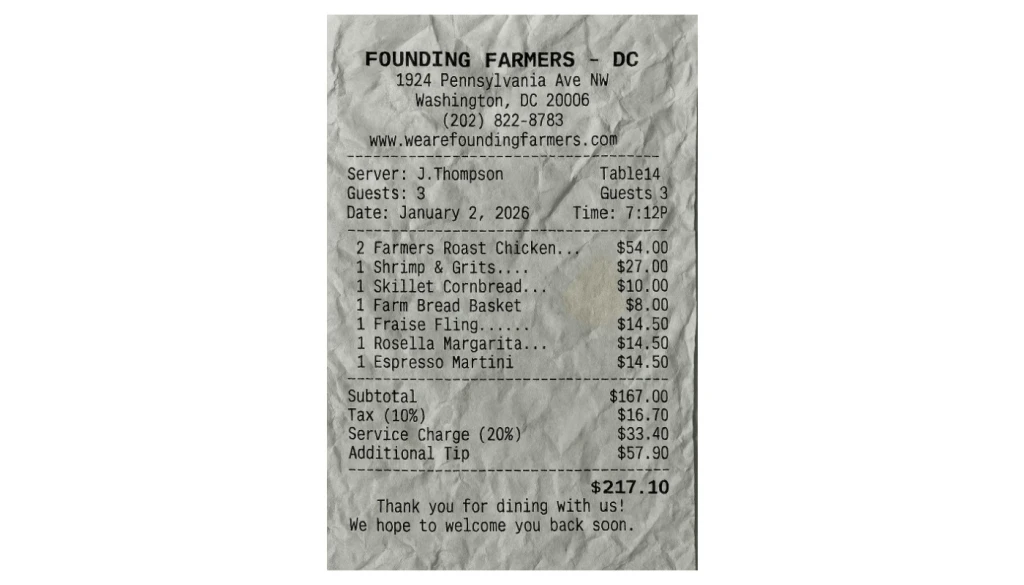 FOUNDING FARMERS - DC
1924 Pennsylvania Ave NW
Washington, DC 20006
(202) 822-8783
www.wearefoundingfarmers.com
Server: J.Thompson Table14
Guests: 3 Guests 3
Date: January 2, 2026 Time: 7:12P
2 Farmers Roast Chicken... $54.00
1 Shrimp & Grits.... $27.00
1 Skillet Cornbread... $10.00
1 Farm Bread Basket $8.00
1 Fraise Fling...... $14.50
1 Rosella Margarita... $14.50
1 Espresso Martini $14.50
Subtotal $167.00
Tax (10%) $16.70
Service Charge (20%) $33.40
Additional Tip $57.90
$217.10
Thank you for dining with us!
We hope to welcome you back soon.